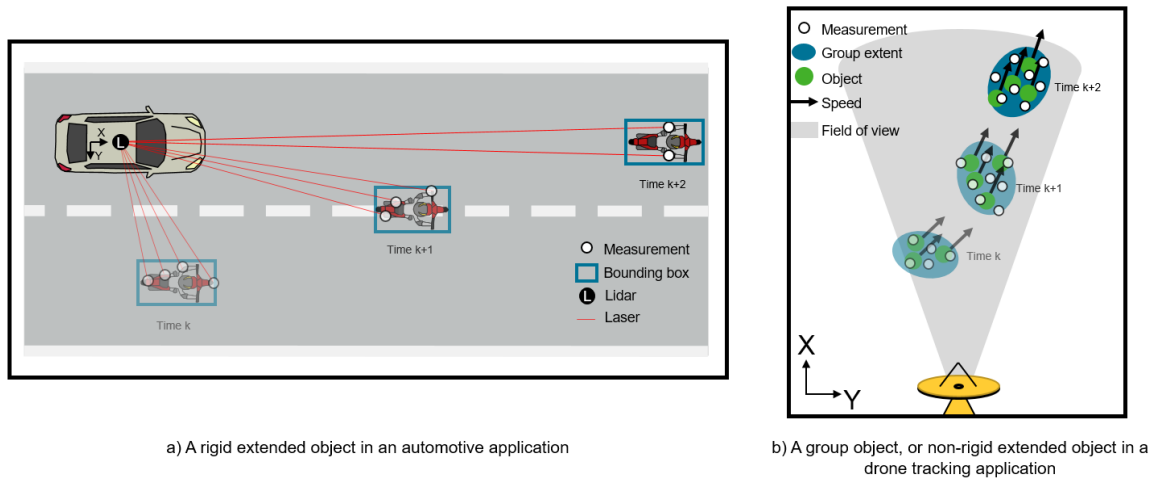 X
Y
L
Time k+2
Time k+1
Time k
Measurement
Bounding box
L
Lidar
Laser
a) A rigid extended object in an automotive application
Measurement
Group extent
Object
Speed
Field of view
Time k+2
Time k+1
Time k
X
Y
b) A group object, or non-rigid extended object in a
drone tracking application